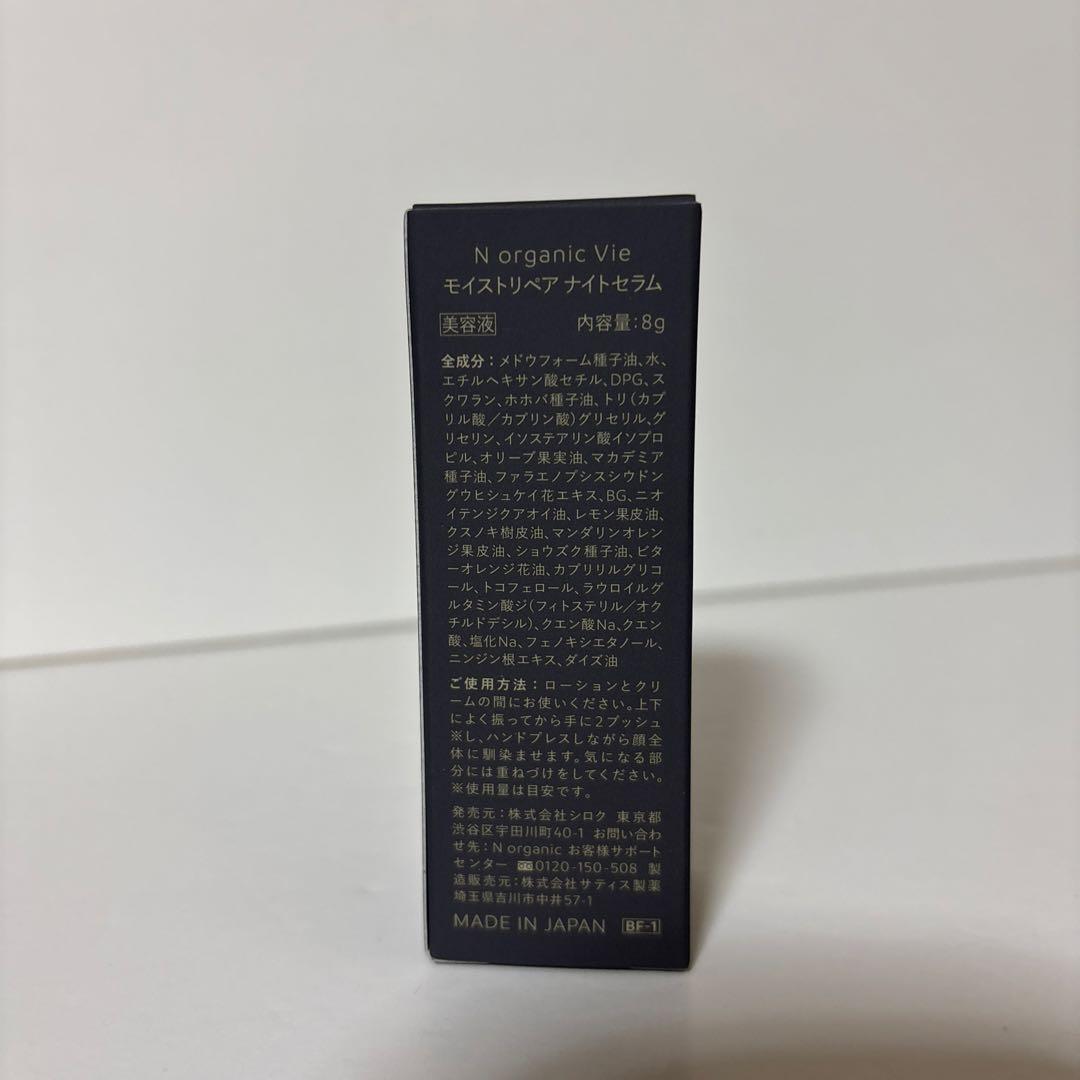 N organic Vie
モイストリペア ナイトセラム
美容液 内容量：8g
全成分：メドウフォーム種子油、水、
エチルヘキサン酸セチル、DPG、ス
クワラン、ホホバ種子油、トリ（カプ
リル酸／カプリン酸）グリセリル、グ
リセリン、イソステアリン酸イソプロ
ピル、オリーブ果実油、マカデミア
種子油、ファラエノプシスシウドン
グウヒシュケイ花エキス、BG、ニオ
イテンジクアオイ油、レモン果皮油、
クスノキ樹皮油、マンダリンオレン
ジ果皮油、ショウズク種子油、ビタ
ーオレンジ花油、カプリリルグリコ
ール、トコフェロール、ラウロイルグ
ルタミン酸ジ（フィトステリル／オク
チルドデシル）、クエン酸Na、クエン
酸、塩化Na、フェノキシエタノール、
ニンジン根エキス、ダイズ油
ご使用方法：ローションとクリ
ームの間にお使いください。上下
によく振ってから手に2プッシュ
※し、ハンドプレスしながら顔全
体に馴染ませます。気になる部
分には重ねづけをしてください。
※使用量は目安です。
発売元：株式会社シロク 東京都
渋谷区宇田川町40-1 お問い合わ
せ先：N organic お客様サポート
センター 0120-150-508 製
造販売元：株式会社サティス製薬
埼玉県吉川市中井57-1
MADE IN JAPAN BF-1